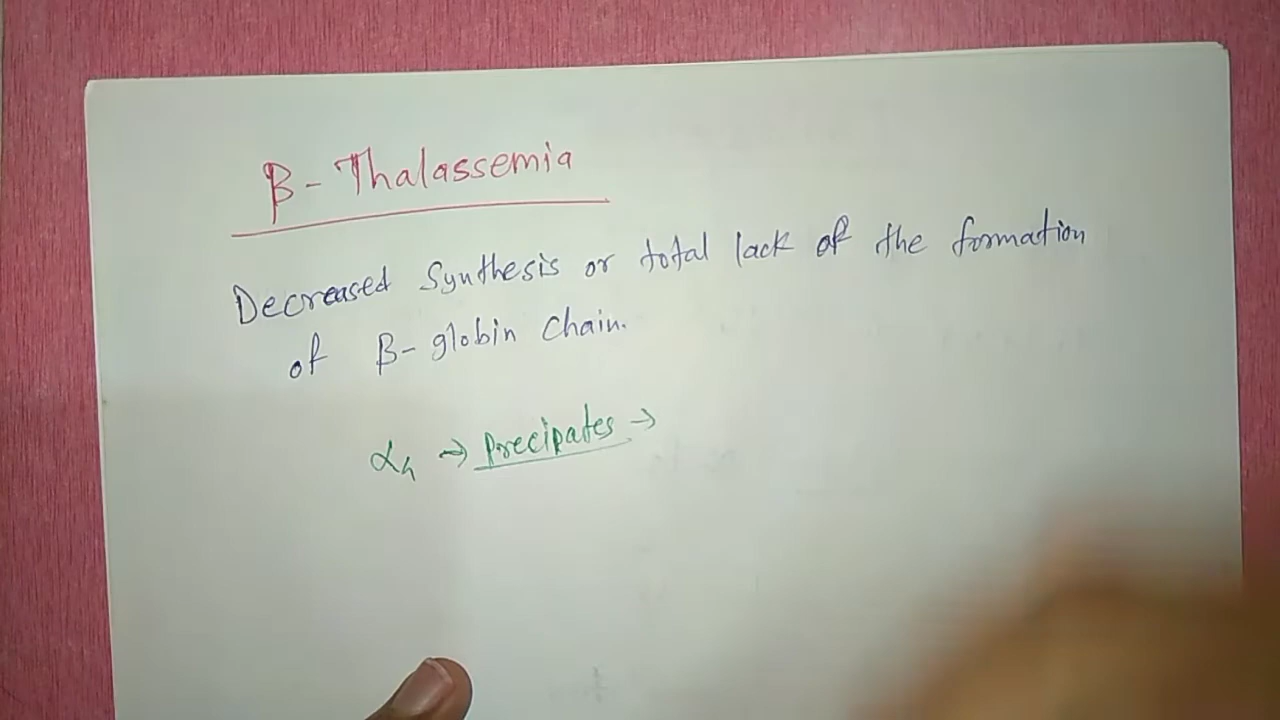 β- Thalassemia
Decreased Synthesis or total lack of the formation
of β- globin chain.
α₄ → precipates →